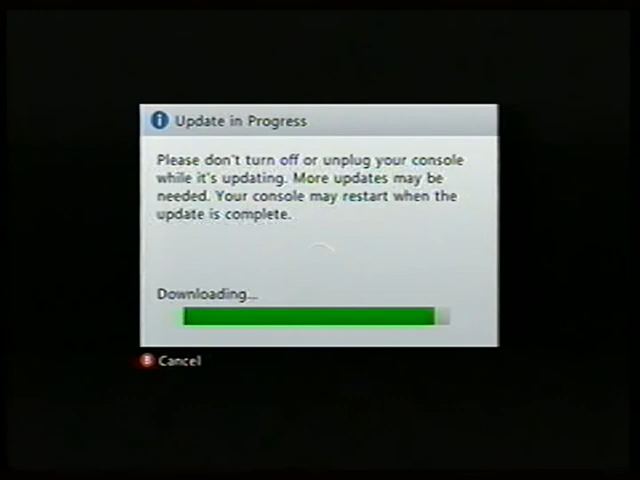 Update in Progress
Please don't turn off or unplug your console
while it's updating. More updates may be
needed. Your console may restart when the
update is complete.
Downloading...
B Cancel